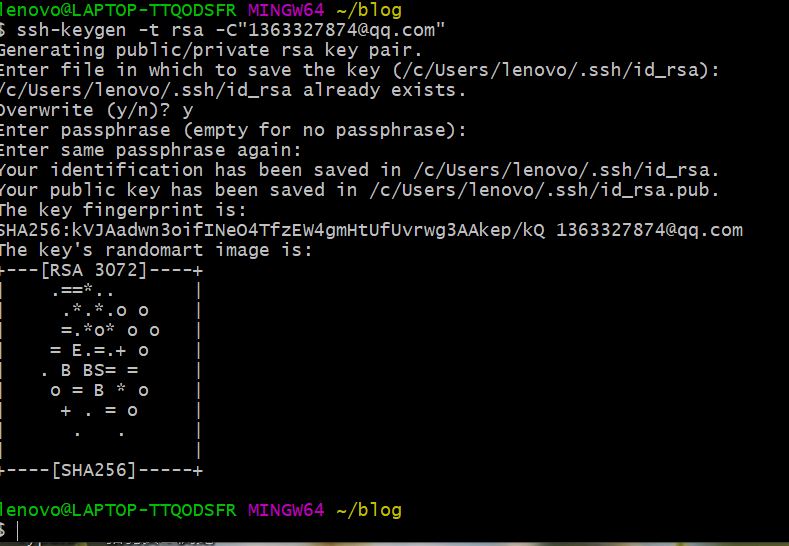 lenovo@LAPTOP-TTQODSFR MINGW64 ~/blog
$ ssh-keygen -t rsa -C"1363327874@qq.com"
Generating public/private rsa key pair.
Enter file in which to save the key (/c/Users/lenovo/.ssh/id_rsa):
/c/Users/lenovo/.ssh/id_rsa already exists.
Overwrite (y/n)? y
Enter passphrase (empty for no passphrase):
Enter same passphrase again:
Your identification has been saved in /c/Users/lenovo/.ssh/id_rsa.
Your public key has been saved in /c/Users/lenovo/.ssh/id_rsa.pub.
The key fingerprint is:
SHA256:kVJAadwn3oifINeO4TfzEW4gmHtUfUvrwg3AAkep/kQ 1363327874@qq.com
The key's randomart image is:
+---[RSA 3072]----+
|    .==*..       |
|     .*.*.o o    |
|     =.*o* o o   |
|    = E.=.+ o    |
|   . B BS= =     |
|    o = B * o    |
|     + . = o     |
|      .   .      |
|                 |
+----[SHA256]-----+
lenovo@LAPTOP-TTQODSFR MINGW64 ~/blog
$